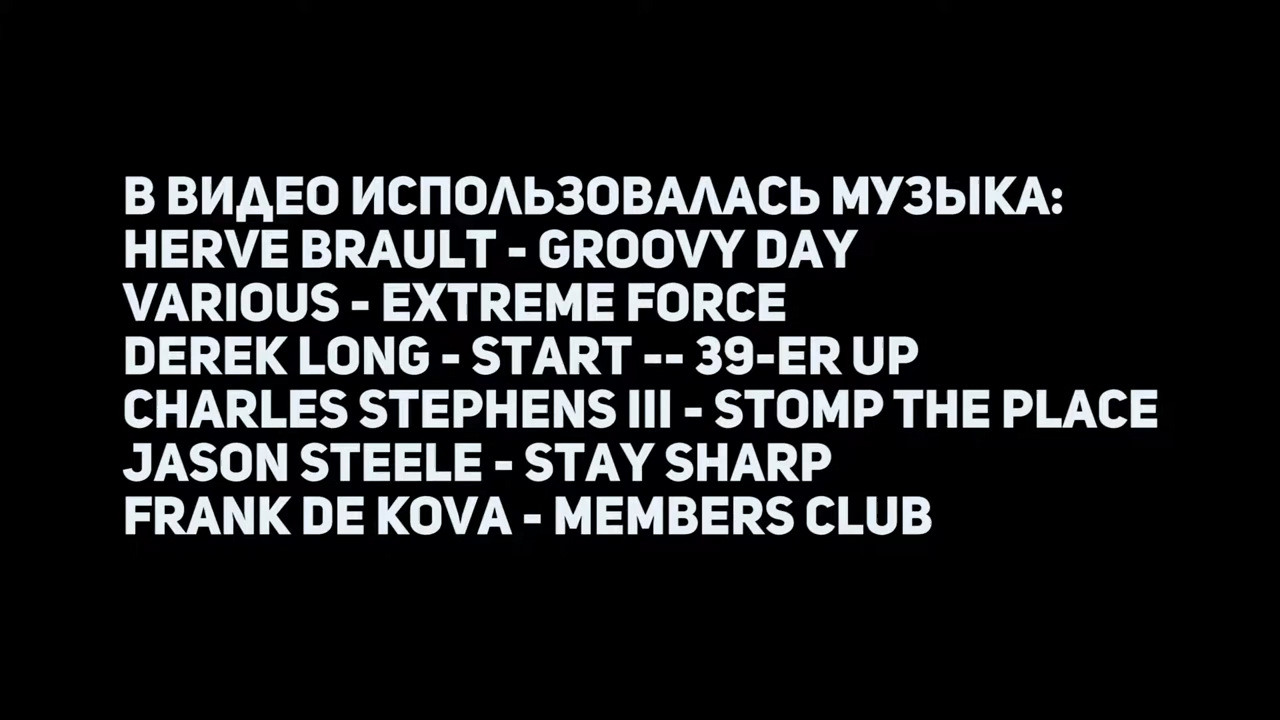 В ВИДЕО ИСПОЛЬЗОВАЛАСЬ МУЗЫКА:
HERVE BRAULT - GROOVY DAY
VARIOUS - EXTREME FORCE
DEREK LONG - START -- 39-ER UP
CHARLES STEPHENS III - STOMP THE PLACE
JASON STEELE - STAY SHARP
FRANK DE KOVA - MEMBERS CLUB